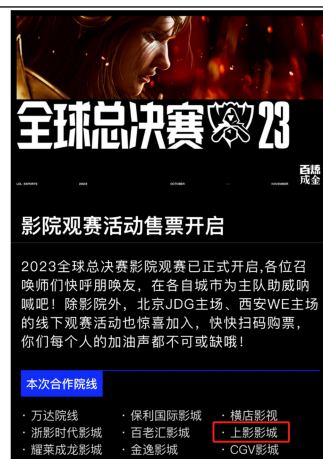 全球总决赛 23
百炼
成金
LOL ESPORTS 2023 OCTOBER — NOVEMBER
影院观赛活动售票开启
2023全球总决赛影院观赛已正式开启,各位召
唤师们快呼朋唤友，在各自城市为主队助威呐
喊吧！除影院外，北京JDG主场、西安WE主场
的线下观赛活动也惊喜加入，快快扫码购票，
你们每个人的加油声都不可或缺哦！
本次合作院线
·万达院线 ·保利国际影城 ·横店影视
·浙影时代影城 ·百老汇影城 ·上影影城
·耀莱成龙影城 ·金逸影城 ·CGV影城